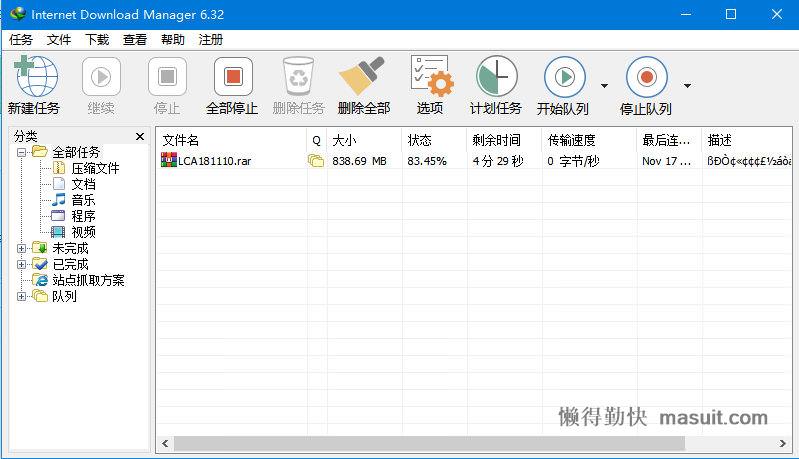 Internet Download Manager 6.32
任务 文件 下载 查看 帮助 注册
新建任务 继续 停止 全部停止 删除任务 删除全部 选项 计划任务 开始队列 停止队列
分类
文件名 Q 大小 状态 剩余时间 传输速度 最后连... 描述
LCA181110.rar 838.69 MB 83.45% 4 分 29 秒 0 字节/秒 Nov 17 ...
全部任务
压缩文件
文档
音乐
程序
视频
未完成
已完成
站点抓取方案
队列
懒得勤快 masuit.com